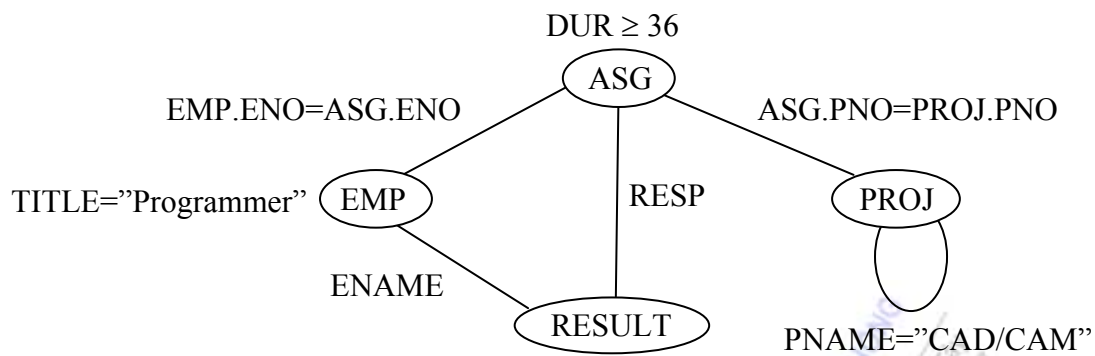 DUR ≥ 36
ASG
EMP.ENO=ASG.ENO
ASG.PNO=PROJ.PNO
TITLE=”Programmer”
EMP
RESP
PROJ
ENAME
RESULT
PNAME=”CAD/CAM”